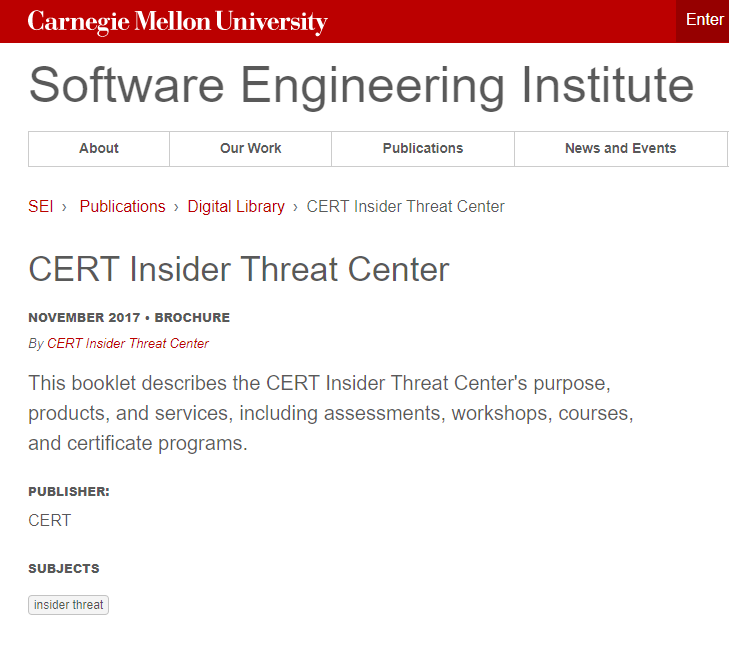 Carnegie Mellon University
Enter
Software Engineering Institute
About Our Work Publications News and Events
SEI › Publications › Digital Library › CERT Insider Threat Center
CERT Insider Threat Center
NOVEMBER 2017 • BROCHURE
By CERT Insider Threat Center
This booklet describes the CERT Insider Threat Center's purpose,
products, and services, including assessments, workshops, courses,
and certificate programs.
PUBLISHER:
CERT
SUBJECTS
insider threat